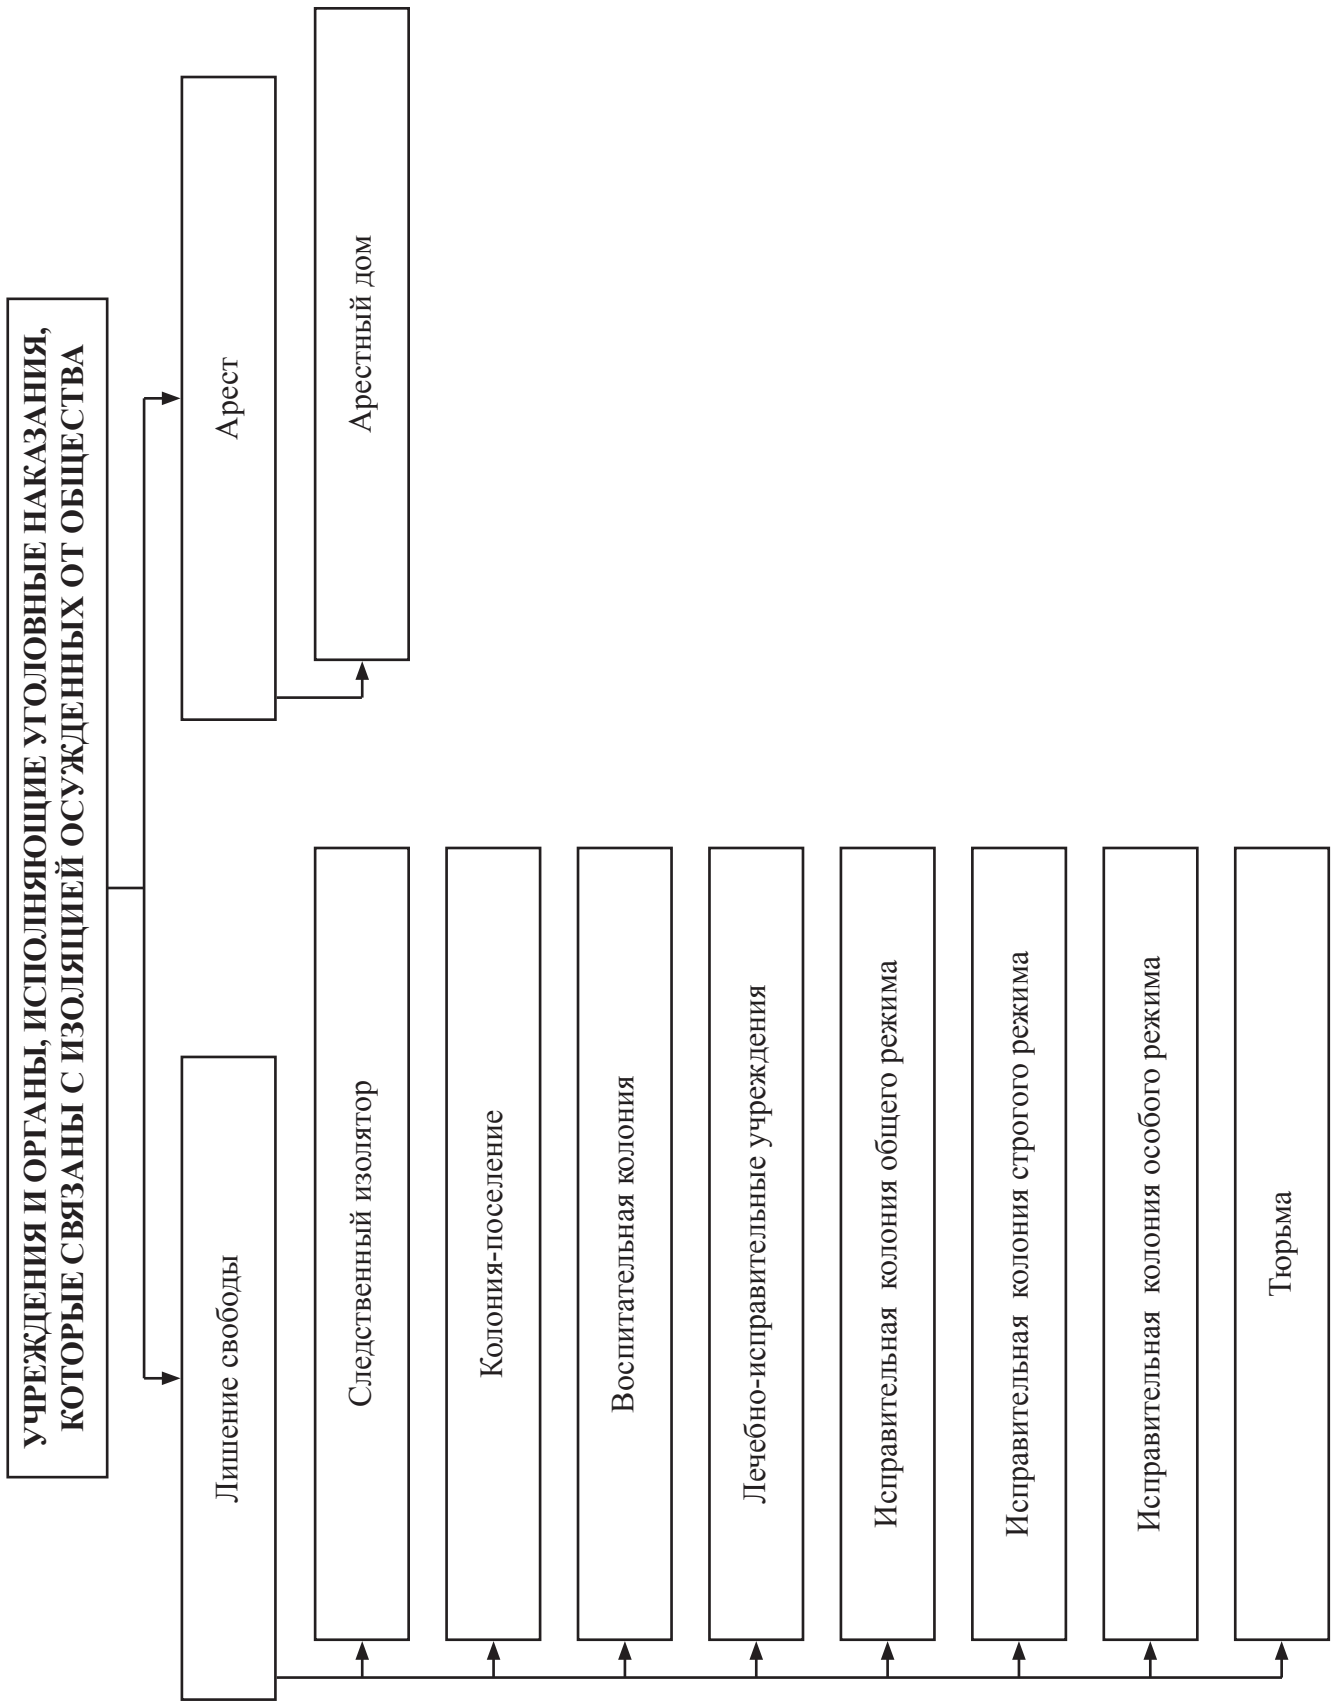 УЧРЕЖДЕНИЯ И ОРГАНЫ, ИСПОЛНЯЮЩИЕ УГОЛОВНЫЕ НАКАЗАНИЯ,
КОТОРЫЕ СВЯЗАНЫ С ИЗОЛЯЦИЕЙ ОСУЖДЕННЫХ ОТ ОБЩЕСТВА
Лишение свободы
Следственный изолятор
Колония-поселение
Воспитательная колония
Лечебно-исправительные учреждения
Исправительная колония общего режима
Исправительная колония строгого режима
Исправительная колония особого режима
Тюрьма
Арест
Арестный дом